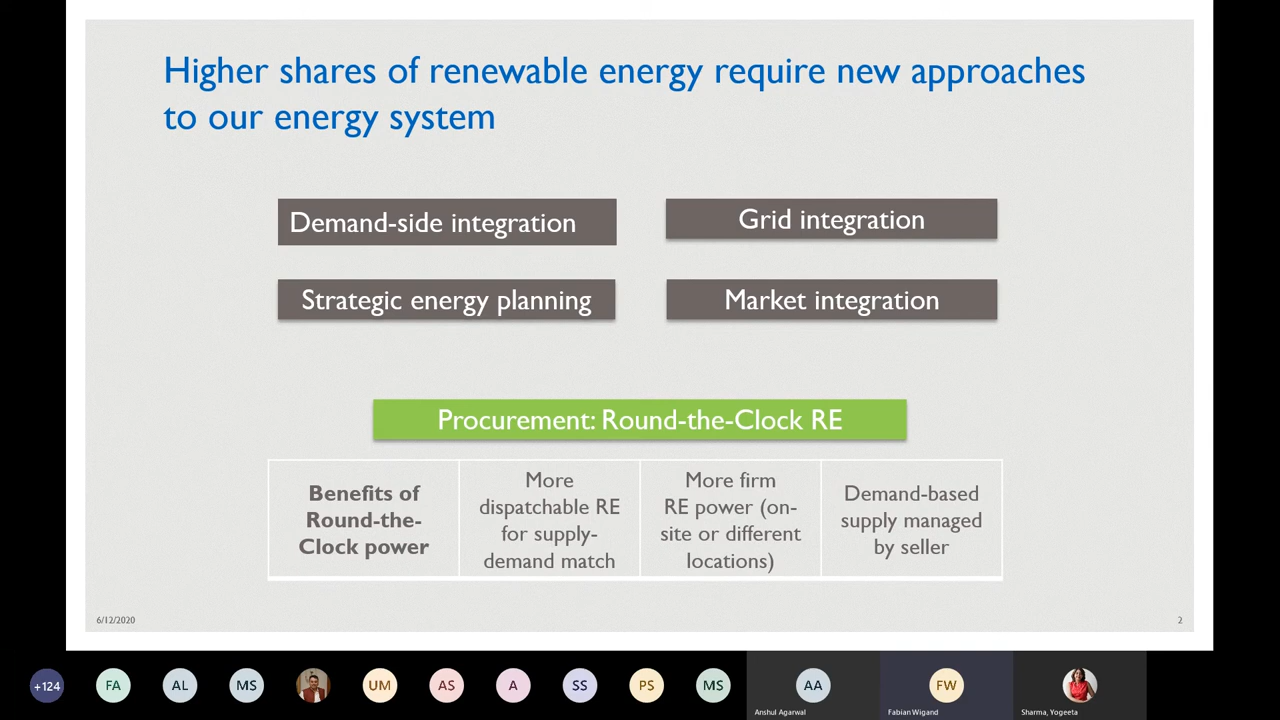 Higher shares of renewable energy require new approaches
to our energy system
Demand-side integration
Grid integration
Strategic energy planning
Market integration
Procurement: Round-the-Clock RE
Benefits of
Round-the-
Clock power
More
dispatchable RE
for supply-
demand match
More firm
RE power (on-
site or different
locations)
Demand-based
supply managed
by seller
6/12/2020
2
+124
FA
AL
MS
UM
AS
A
SS
PS
MS
AA
Anshul Agarwal
FW
Fabian Wigand
Sharma, Yogeeta